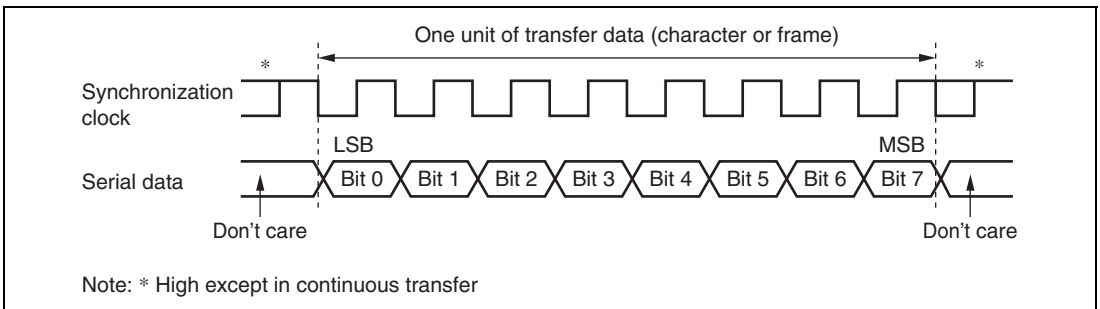 One unit of transfer data (character or frame)
* *
Synchronization
clock
LSB MSB
Serial data Bit 0 Bit 1 Bit 2 Bit 3 Bit 4 Bit 5 Bit 6 Bit 7
Don't care Don't care
Note: * High except in continuous transfer